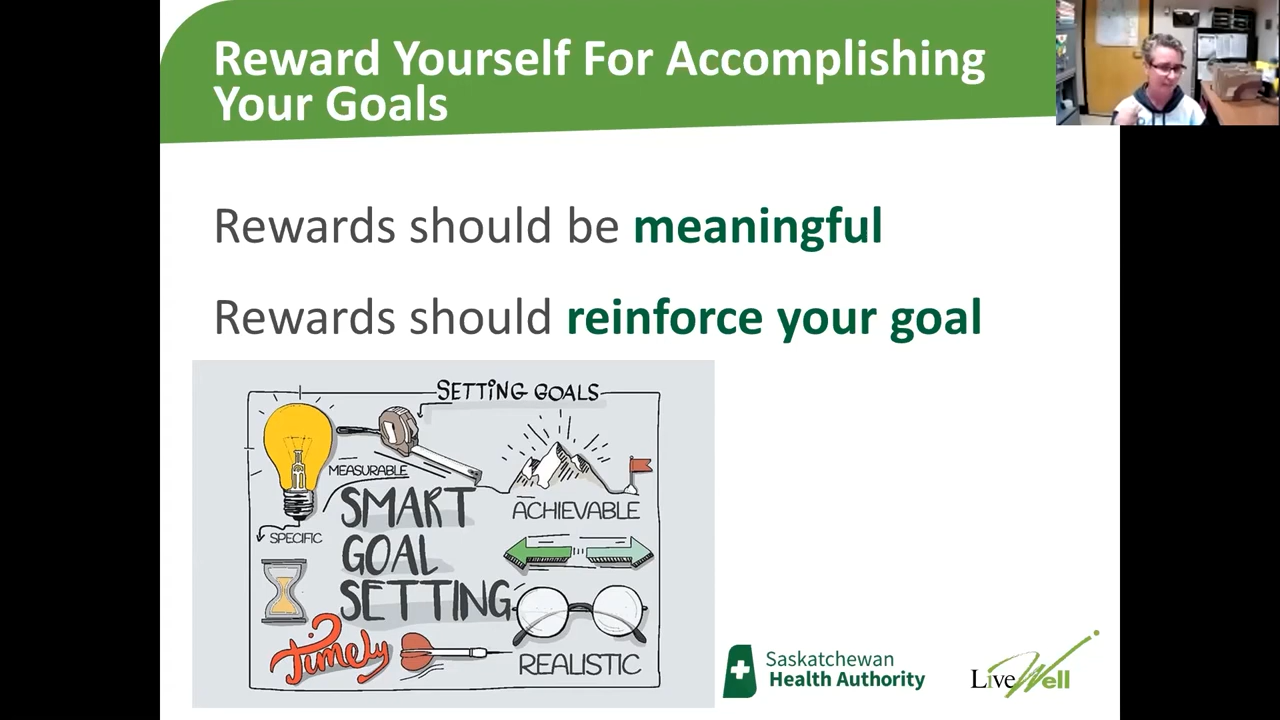 Reward Yourself For Accomplishing
Your Goals
Rewards should be meaningful
Rewards should reinforce your goal
SETTING GOALS
MEASURABLE
SMART
GOAL
SETTING
ACHIEVABLE
SPECIFIC
Timely
REALISTIC
Saskatchewan
Health Authority
LiveWell